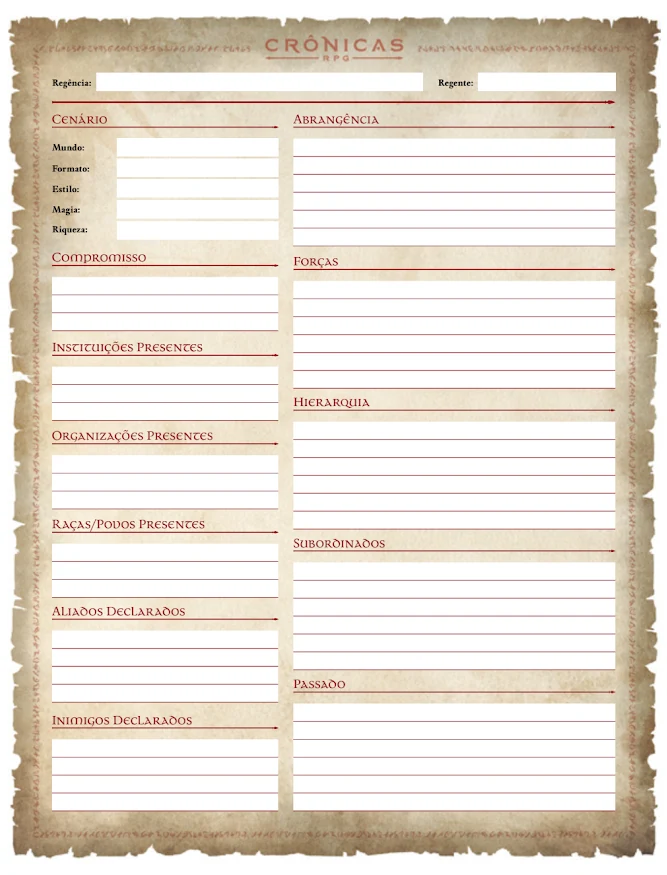 CRÔNICAS
RPG
Regência: Regente:
Cenário
Mundo:
Formato:
Estilo:
Magia:
Riqueza:
Compromisso
Instituições Presentes
Organizações Presentes
Raças/Povos Presentes
Aliados Declarados
Inimigos Declarados
Abrangência
Forças
Hierarquia
Subordinados
Passado